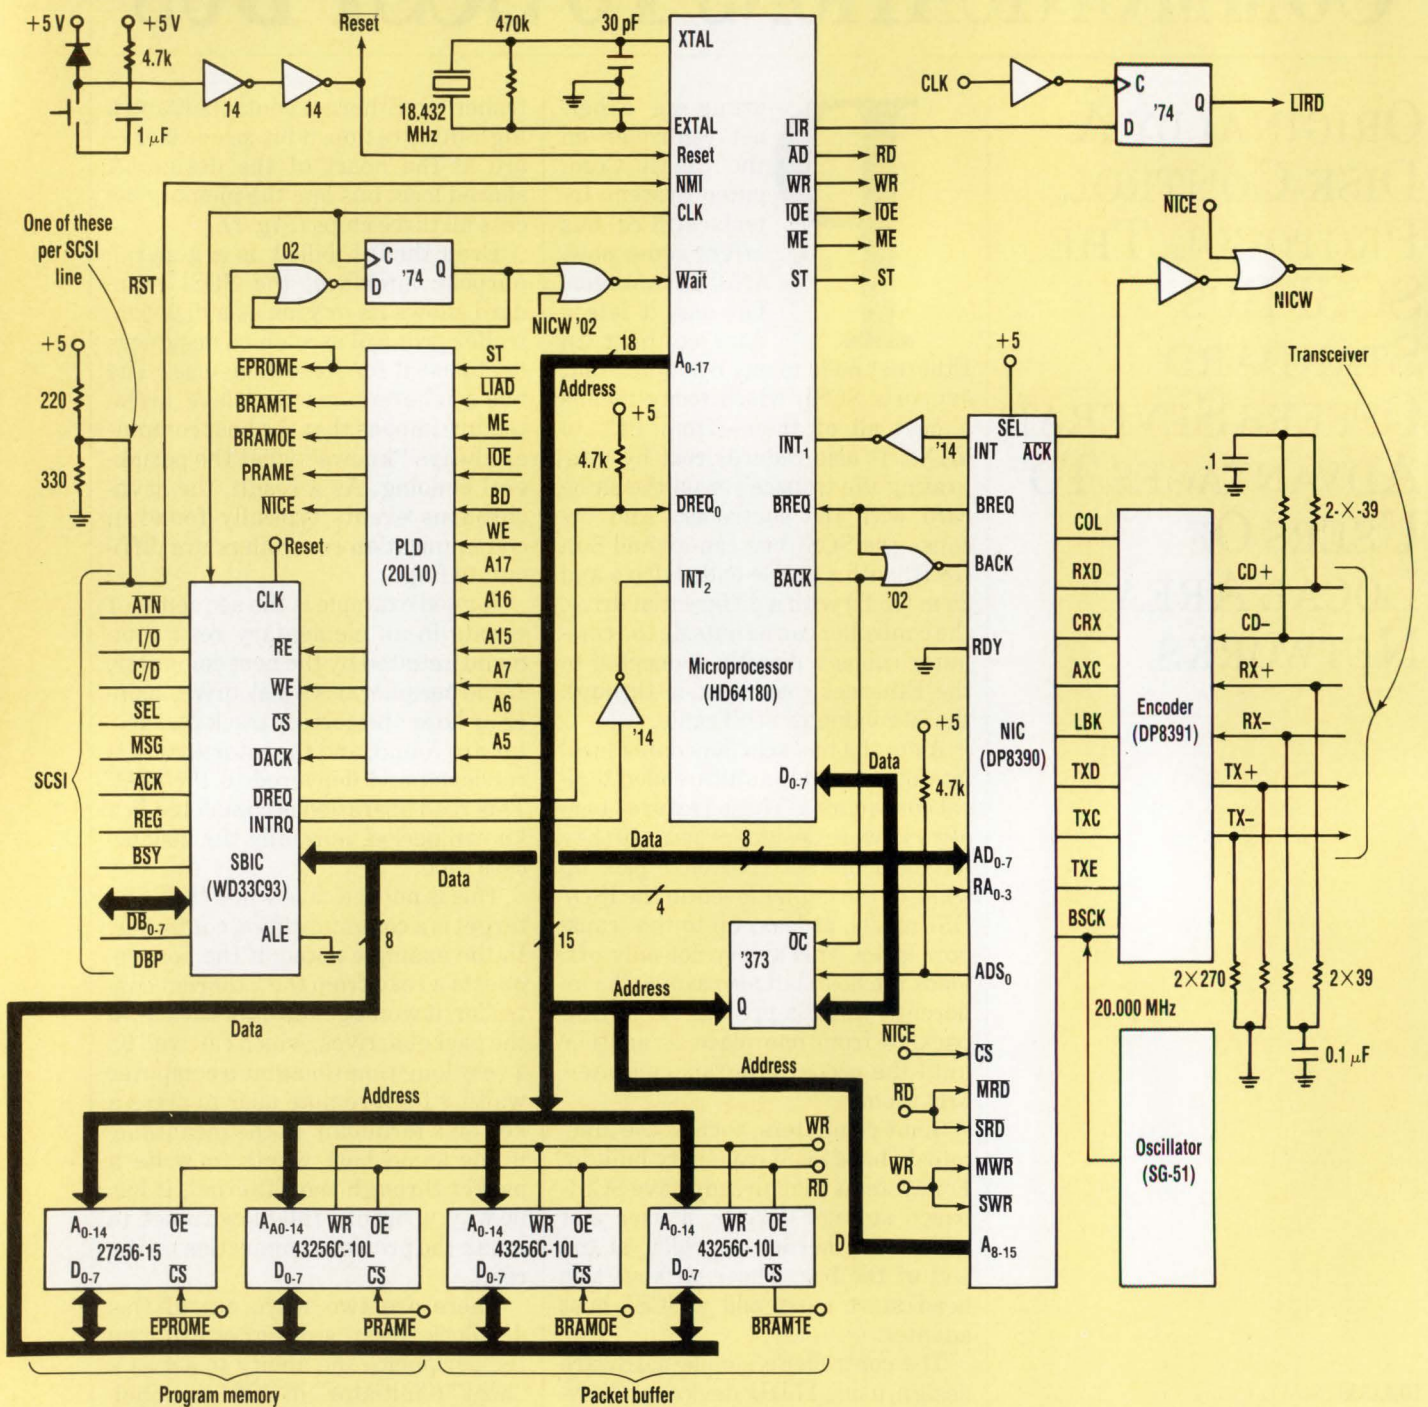 +5V
+5V
4.7k
1 μF
14
14
Reset
470k
30 pF
18.432
MHz
XTAL
EXTAL
Reset
NMI
CLK
Wait
A0-17
INT1
DREQ0
BREQ
INT2
BACK
Microprocessor
(HD64180)
D0-7
LIR
AD
WR
IOE
ME
ST
RD
WR
IOE
ME
ST
CLK
C
'74
Q
D
LIRD
NICE
NICW
One of these
per SCSI
line
RST
+5
220
330
02
C
'74
Q
D
NICW '02
18
Address
EPROME
BRAM1E
BRAMOE
PRAME
NICE
ST
LIAD
ME
IOE
BD
WE
A17
A16
A15
A7
A6
A5
PLD
(20L10)
+5
4.7k
'14
Reset
CLK
RE
WE
CS
DACK
DREQ
INTRQ
SBIC
(WD33C93)
ALE
SCSI
ATN
I/O
C/D
SEL
MSG
ACK
REG
BSY
DB0-7
DBP
'14
'02
+5
SEL
INT
ACK
BREQ
BACK
RDY
NIC
(DP8390)
AD0-7
RA0-3
ADS0
CS
MRD
SRD
MWR
SWR
A8-15
+5
4.7k
Data
Data
8
Data
4
8
15
Data
Address
'373
OC
Q
Address
Address
D
NICE
RD
WR
COL
RXD
CRX
AXC
LBK
TXD
TXC
TXE
BSCK
Encoder
(DP8391)
CD+
CD-
RX+
RX-
TX+
TX-
.1
2-X-39
Transceiver
2X270
2X39
0.1 μF
20.000 MHz
Oscillator
(SG-51)
WR
RD
A0-14
OE
27256-15
D0-7
CS
EPROME
AA0-14
WR
OE
43256C-10L
D0-7
CS
PRAME
A0-14
WR
OE
43256C-10L
D0-7
CS
BRAMOE
A0-14
WR
OE
43256C-10L
D0-7
CS
BRAM1E
Program memory
Packet buffer